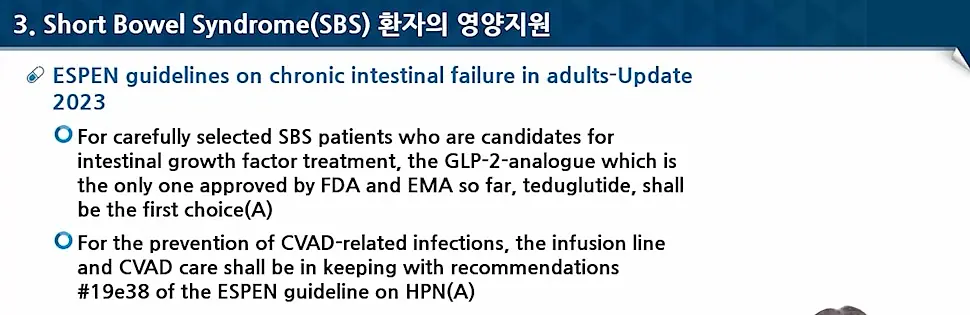 3. Short Bowel Syndrome(SBS) 환자의 영양지원
ESPEN guidelines on chronic intestinal failure in adults-Update
2023
For carefully selected SBS patients who are candidates for
intestinal growth factor treatment, the GLP-2-analogue which is
the only one approved by FDA and EMA so far, teduglutide, shall
be the first choice(A)
For the prevention of CVAD-related infections, the infusion line
and CVAD care shall be in keeping with recommendations
#19e38 of the ESPEN guideline on HPN(A)